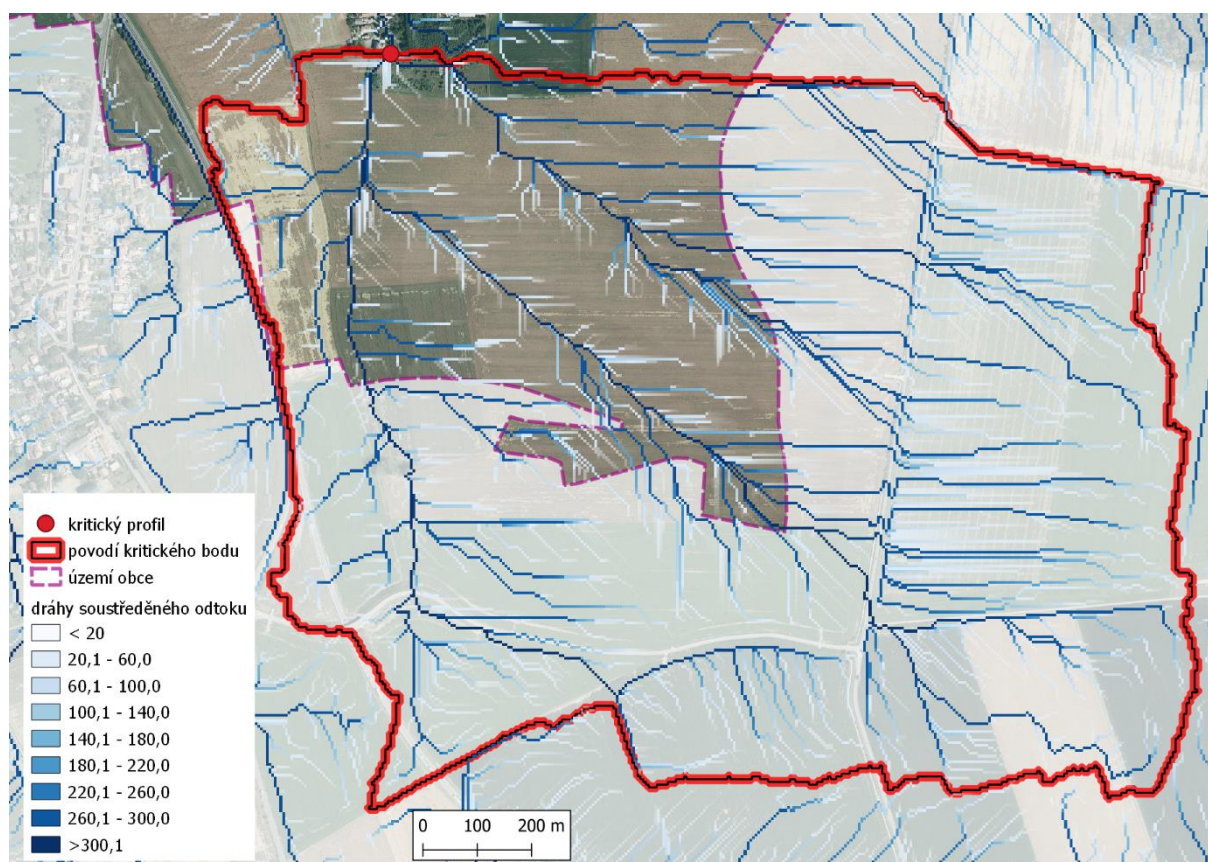 kritický profil
povodí kritického bodu
území obce
dráhy soustředěného odtoku
< 20
20,1 - 60,0
60,1 - 100,0
100,1 - 140,0
140,1 - 180,0
180,1 - 220,0
220,1 - 260,0
260,1 - 300,0
>300,1
0 100 200 m